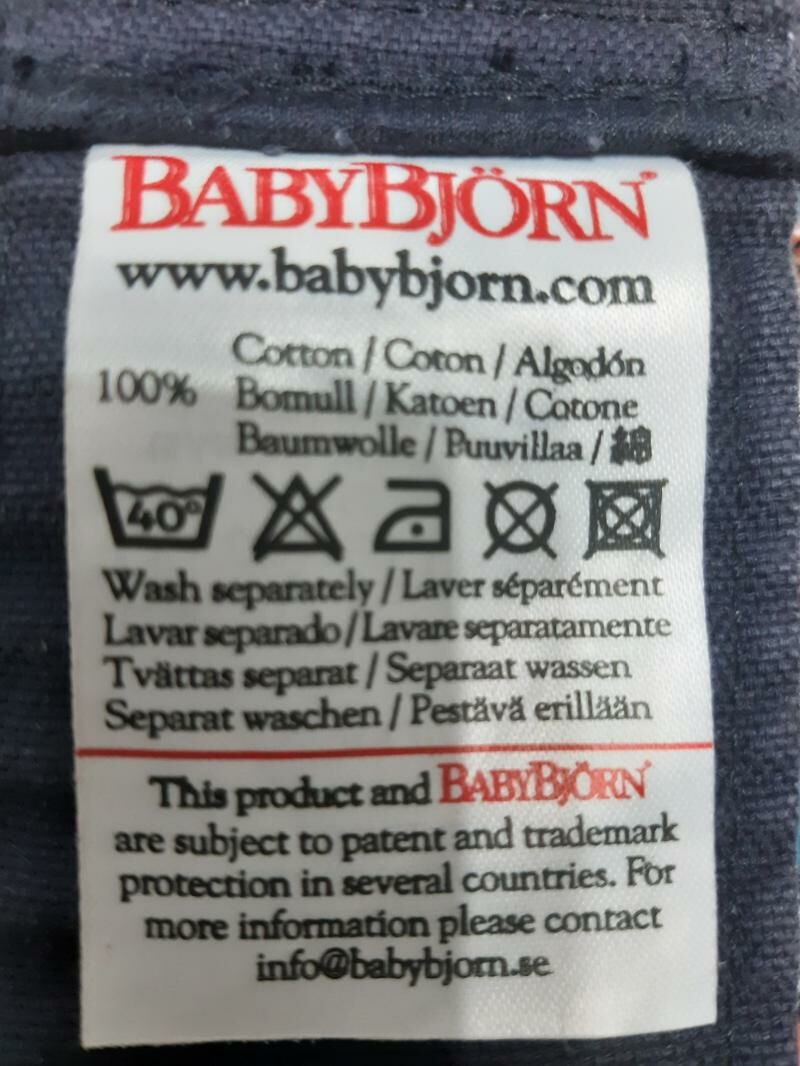 BABYBJÖRN®
www.babybjorn.com
Cotton / Coton / Algodón
100% Bomull / Katoen / Cotone
Baumwolle / Puuvillaa / 綿
40°
Wash separately / Laver séparément
Lavar separado / Lavare separatamente
Tvättas separat / Separaat wassen
Separat waschen / Pestävä erillään
This product and BABYBJÖRN®
are subject to patent and trademark
protection in several countries. For
more information please contact
info@babybjorn.se